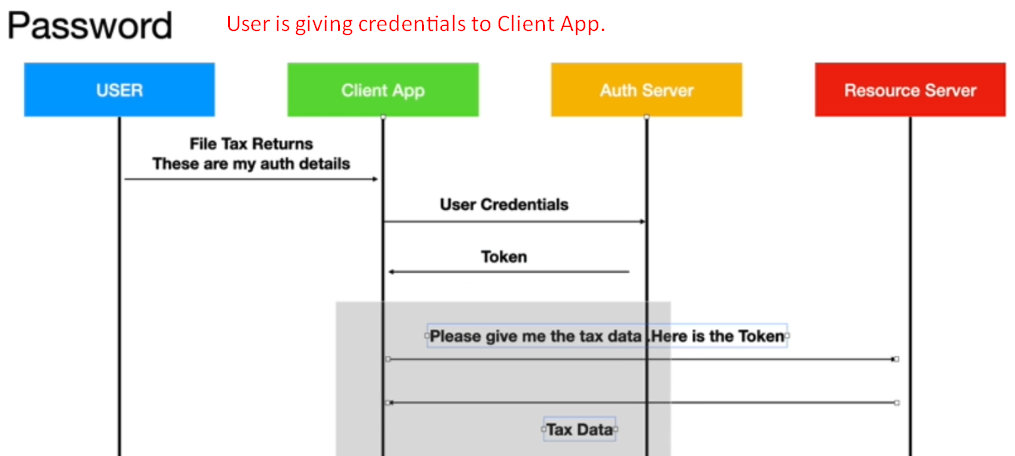 Password
User is giving credentials to Client App.
USER
Client App
Auth Server
Resource Server
File Tax Returns
These are my auth details
User Credentials
Token
Please give me the tax data .Here is the Token
Tax Data